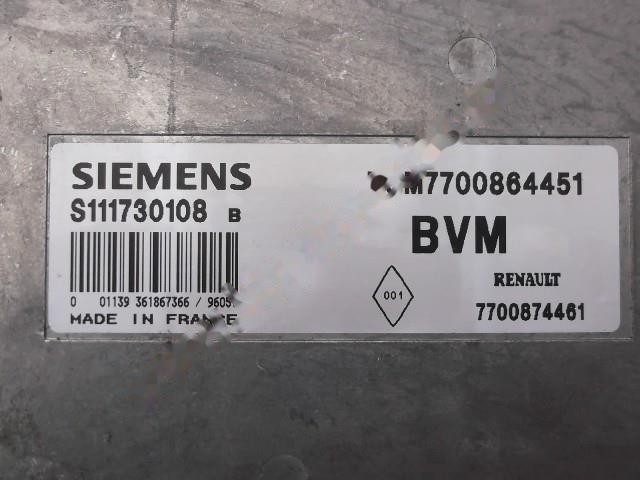 SIEMENS
S111730108 B
0 01139 361867366 /
MADE IN FRANCE
M7700864451
BVM
001
RENAULT
7700874461